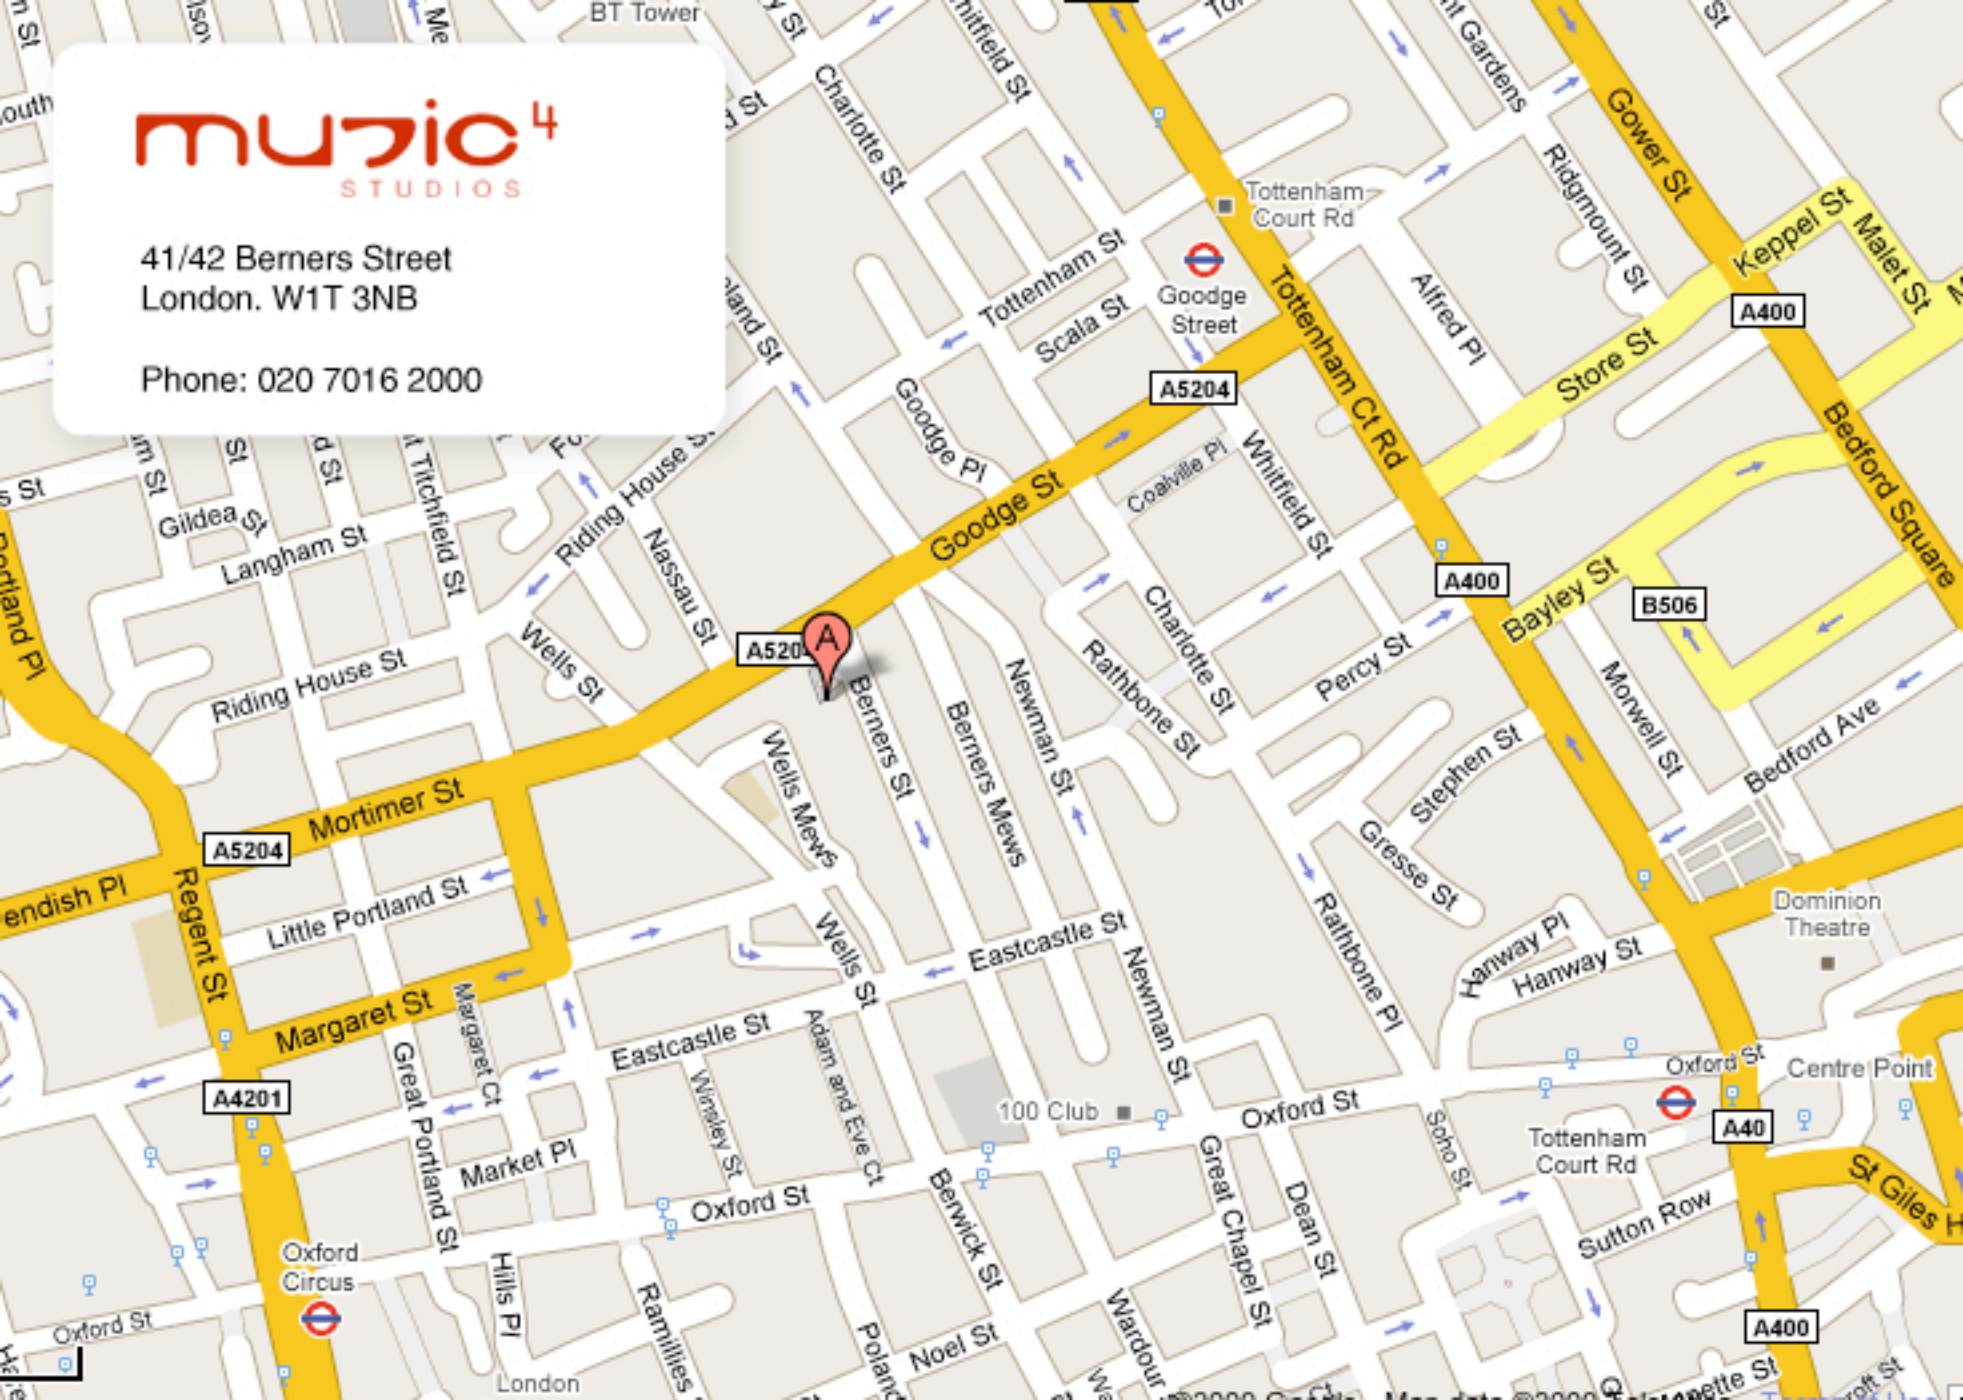 BT Tower
music 4
STUDIOS
41/42 Berners Street
London. W1T 3NB
Phone: 020 7016 2000
Charlotte St
Gower St
Ridgmount St
Tottenham
Court Rd
Keppel St
Malet St
Goodge
Street
Tottenham St
Scala St
Alfred Pl
A400
Store St
A5204
Tottenham Ct Rd
Goodge Pl
Coalville Pl
Whitfield St
Goodge St
Bedford Square
Gildea St
Langham St
Riding House St
Nassau St
A400
Bayley St
B506
Charlotte St
Percy St
Rathbone St
Morwell St
Bedford Ave
Wells St
Riding House St
A
Berners St
Berners Mews
Newman St
Wells Mews
Stephen St
Gresse St
Mortimer St
A5204
Regent St
Little Portland St
Dominion
Theatre
Rathbone Pl
Hanway Pl
Hanway St
Wells St
Eastcastle St
Newman St
Margaret St
Margaret Ct
Eastcastle St
Adam and Eve Ct
Winsley St
Great Portland St
Market Pl
A4201
100 Club
Oxford St
Oxford St
Centre Point
Tottenham
Court Rd
A40
Soho St
St Giles H
Sutton Row
Oxford St
Berwick St
Great Chapel St
Dean St
Oxford
Circus
Hills Pl
Oxford St
Noel St
A400
London